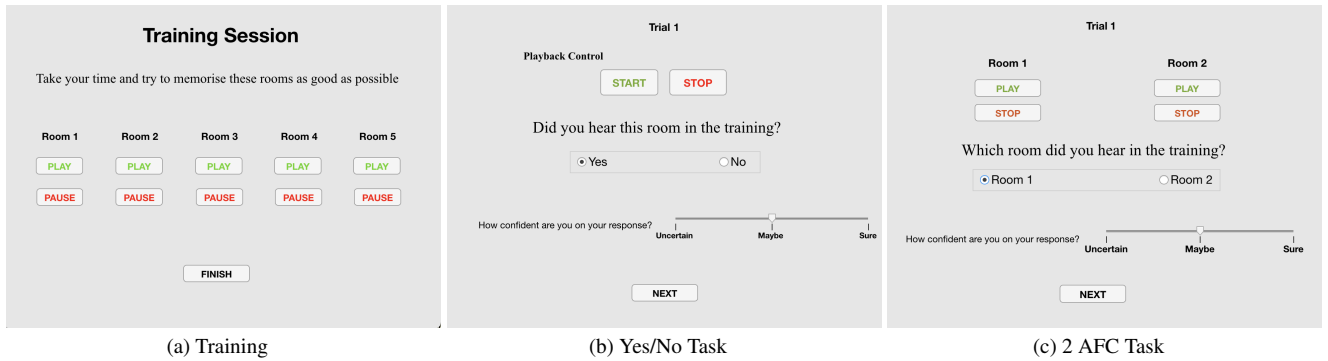 Training Session
Take your time and try to memorise these rooms as good as possible
Room 1 Room 2 Room 3 Room 4 Room 5
PLAY PLAY PLAY PLAY PLAY
PAUSE PAUSE PAUSE PAUSE PAUSE
FINISH
(a) Training
Trial 1
Playback Control
START STOP
Did you hear this room in the training?
Yes No
How confident are you on your response?
Uncertain Maybe Sure
NEXT
(b) Yes/No Task
Trial 1
Room 1 Room 2
PLAY PLAY
STOP STOP
Which room did you hear in the training?
Room 1 Room 2
How confident are you on your response?
Uncertain Maybe Sure
NEXT
(c) 2 AFC Task